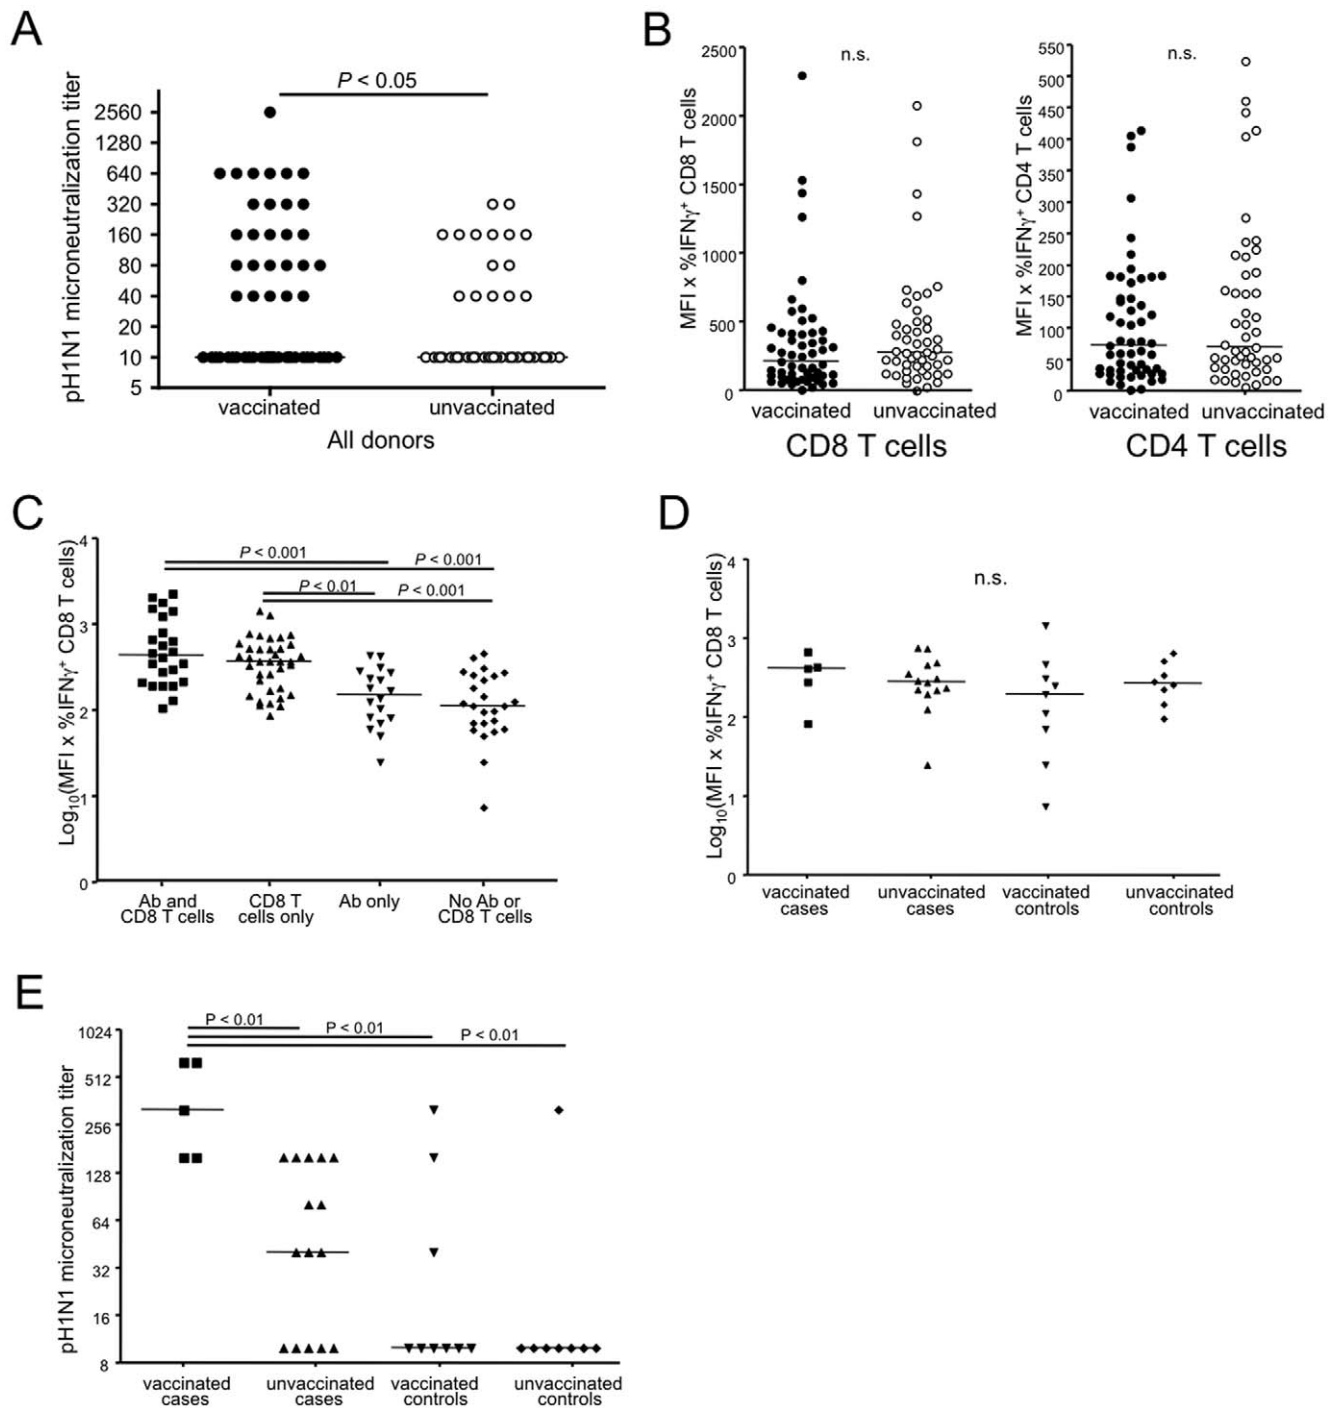 A
pH1N1 microneutralization titer
P < 0.05
2560
1280
640
320
160
80
40
20
10
5
vaccinated unvaccinated
All donors
B
MFI x %IFNγ+ CD8 T cells
n.s.
2500
2000
1500
1000
500
0
vaccinated unvaccinated
CD8 T cells
MFI x %IFNγ+ CD4 T cells
n.s.
550
500
450
400
350
300
250
200
150
100
50
0
vaccinated unvaccinated
CD4 T cells
C
Log10(MFI x %IFNγ+ CD8 T cells)
P < 0.001
P < 0.001
P < 0.01
P < 0.001
4
3
2
1
0
Ab and
CD8 T cells
CD8 T
cells only
Ab only
No Ab or
CD8 T cells
D
Log10(MFI x %IFNγ+ CD8 T cells)
n.s.
4
3
2
1
0
vaccinated
cases
unvaccinated
cases
vaccinated
controls
unvaccinated
controls
E
pH1N1 microneutralization titer
P < 0.01
P < 0.01
P < 0.01
1024
512
256
128
64
32
16
8
vaccinated
cases
unvaccinated
cases
vaccinated
controls
unvaccinated
controls